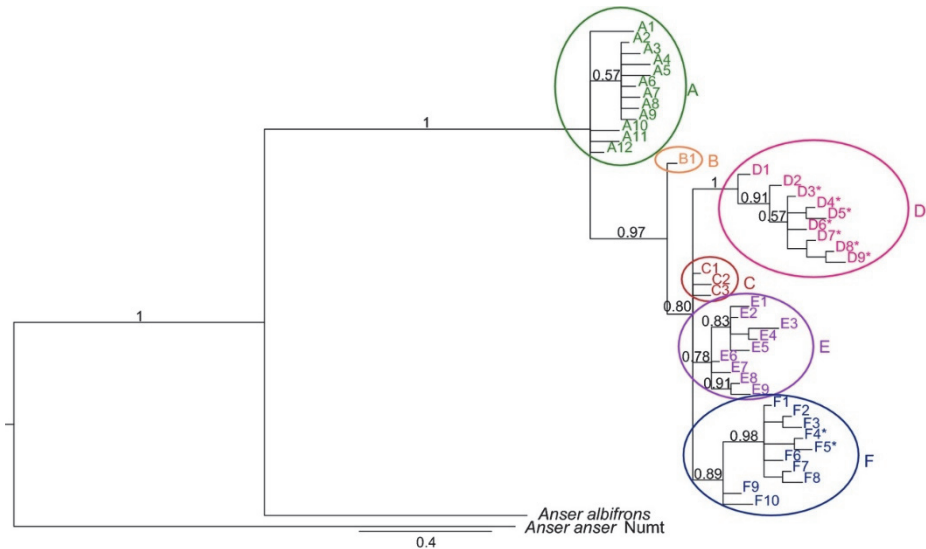 A1
A2
A3
A4
A5
0.57
A6
A7
A
A8
A9
A10
1
A11
A12
B1
B
D1
1
D2
D3*
0.91
D4*
0.57
D5*
D
D6*
D7*
0.97
D8*
D9*
C1
C2
C
C3
0.80
E1
E2
0.83
E3
E4
E5
E
0.78
E6
E7
E8
0.91
E9
1
F1
F2
E3
F4*
0.98
F5*
F6
F
F7
0.89
F8
F9
F10
Anser albifrons
Anser anser Numt
0.4